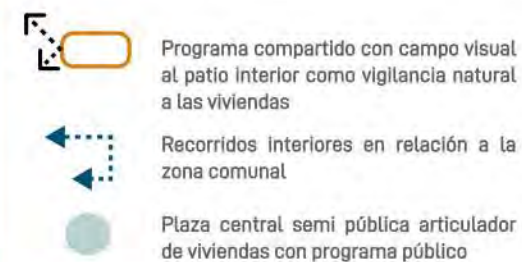 Programa compartido con campo visual
al patio interior como vigilancia natural
a las viviendas
Recorridos interiores en relación a la
zona comunal
Plaza central semi pública articulador
de viviendas con programa público